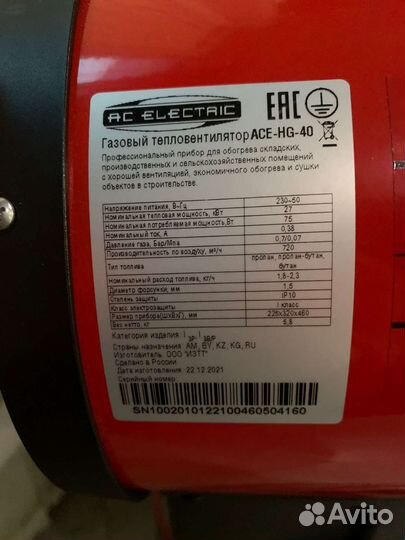 AC ELECTRIC
EAC
Газовый тепловентилятор ACE-HG-40
Профессиональный прибор для обогрева складских,
производственных и сельскохозяйственных помещений
с хорошей вентиляцией, экономичного обогрева и сушки
объектов в строительстве.
Напряжение питания, В~Гц 230~50
Номинальная тепловая мощность, кВт 27
Номинальная потребляемая мощность,Вт 75
Номинальный ток, А 0,38
Давление газа, Бар/Мпа 0,7/0,07
Производительность по воздуху, м³/ч 720
Тип топлива пропан, пропан-бутан, бутан
Номинальный расход топлива, кг/ч 1,8-2,3
Диаметр форсунки, мм 1,5
Степень защиты IP10
Класс электрозащиты I класс
Размер прибора(ШхВхГ), мм 225x320x460
Вес нетто, кг 5,8
Категория изделия: I 3P, I 3B/P
Страны назначения: AM, BY, KZ, KG, RU
Изготовитель: ООО "ИЗТТ"
Сделано в России
Дата изготовления: 22.12.2021
Серийный номер:
SN1002010122100460504160
Avito